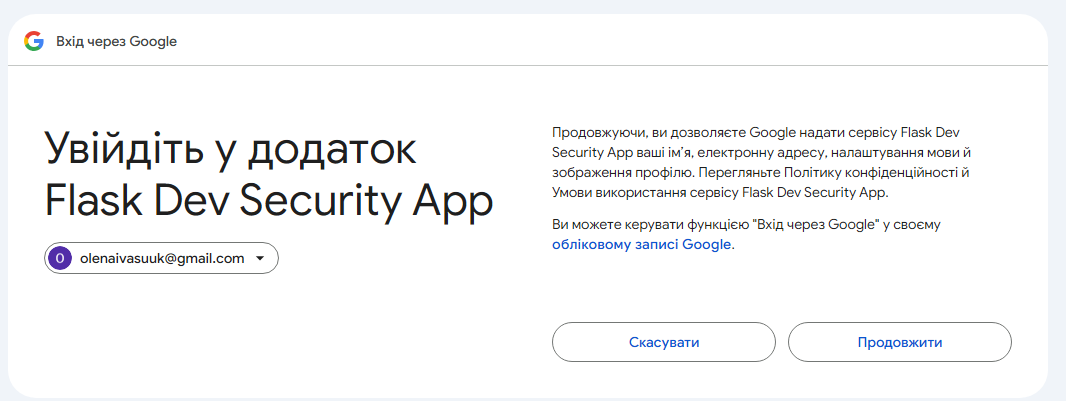 Вхід через Google
Увійдіть у додаток
Flask Dev Security App
olenaivasuuk@gmail.com
Продовжуючи, ви дозволяєте Google надати сервісу Flask Dev
Security App ваші ім’я, електронну адресу, налаштування мови й
зображення профілю. Перегляньте Політику конфіденційності й
Умови використання сервісу Flask Dev Security App.
Ви можете керувати функцією "Вхід через Google" у своєму
обліковому записі Google.
Скасувати
Продовжити